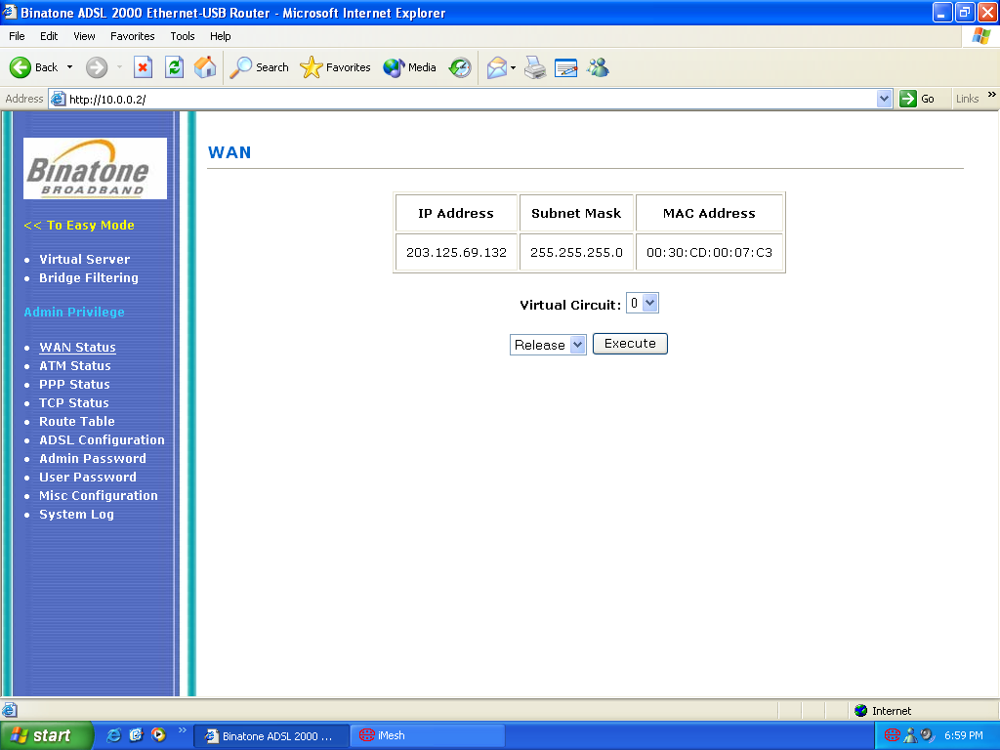 Binatone ADSL 2000 Ethernet-USB Router - Microsoft Internet Explorer
File Edit View Favorites Tools Help
Back Search Favorites Media
Address http://10.0.0.2/ Go Links »
Binatone
BROADBAND
<< To Easy Mode
Virtual Server
Bridge Filtering
Admin Privilege
WAN Status
ATM Status
PPP Status
TCP Status
Route Table
ADSL Configuration
Admin Password
User Password
Misc Configuration
System Log
WAN
IP Address Subnet Mask MAC Address
203.125.69.132 255.255.255.0 00:30:CD:00:07:C3
Virtual Circuit: 0
Release Execute
Internet
start » Binatone ADSL 2000 ... iMesh 6:59 PM